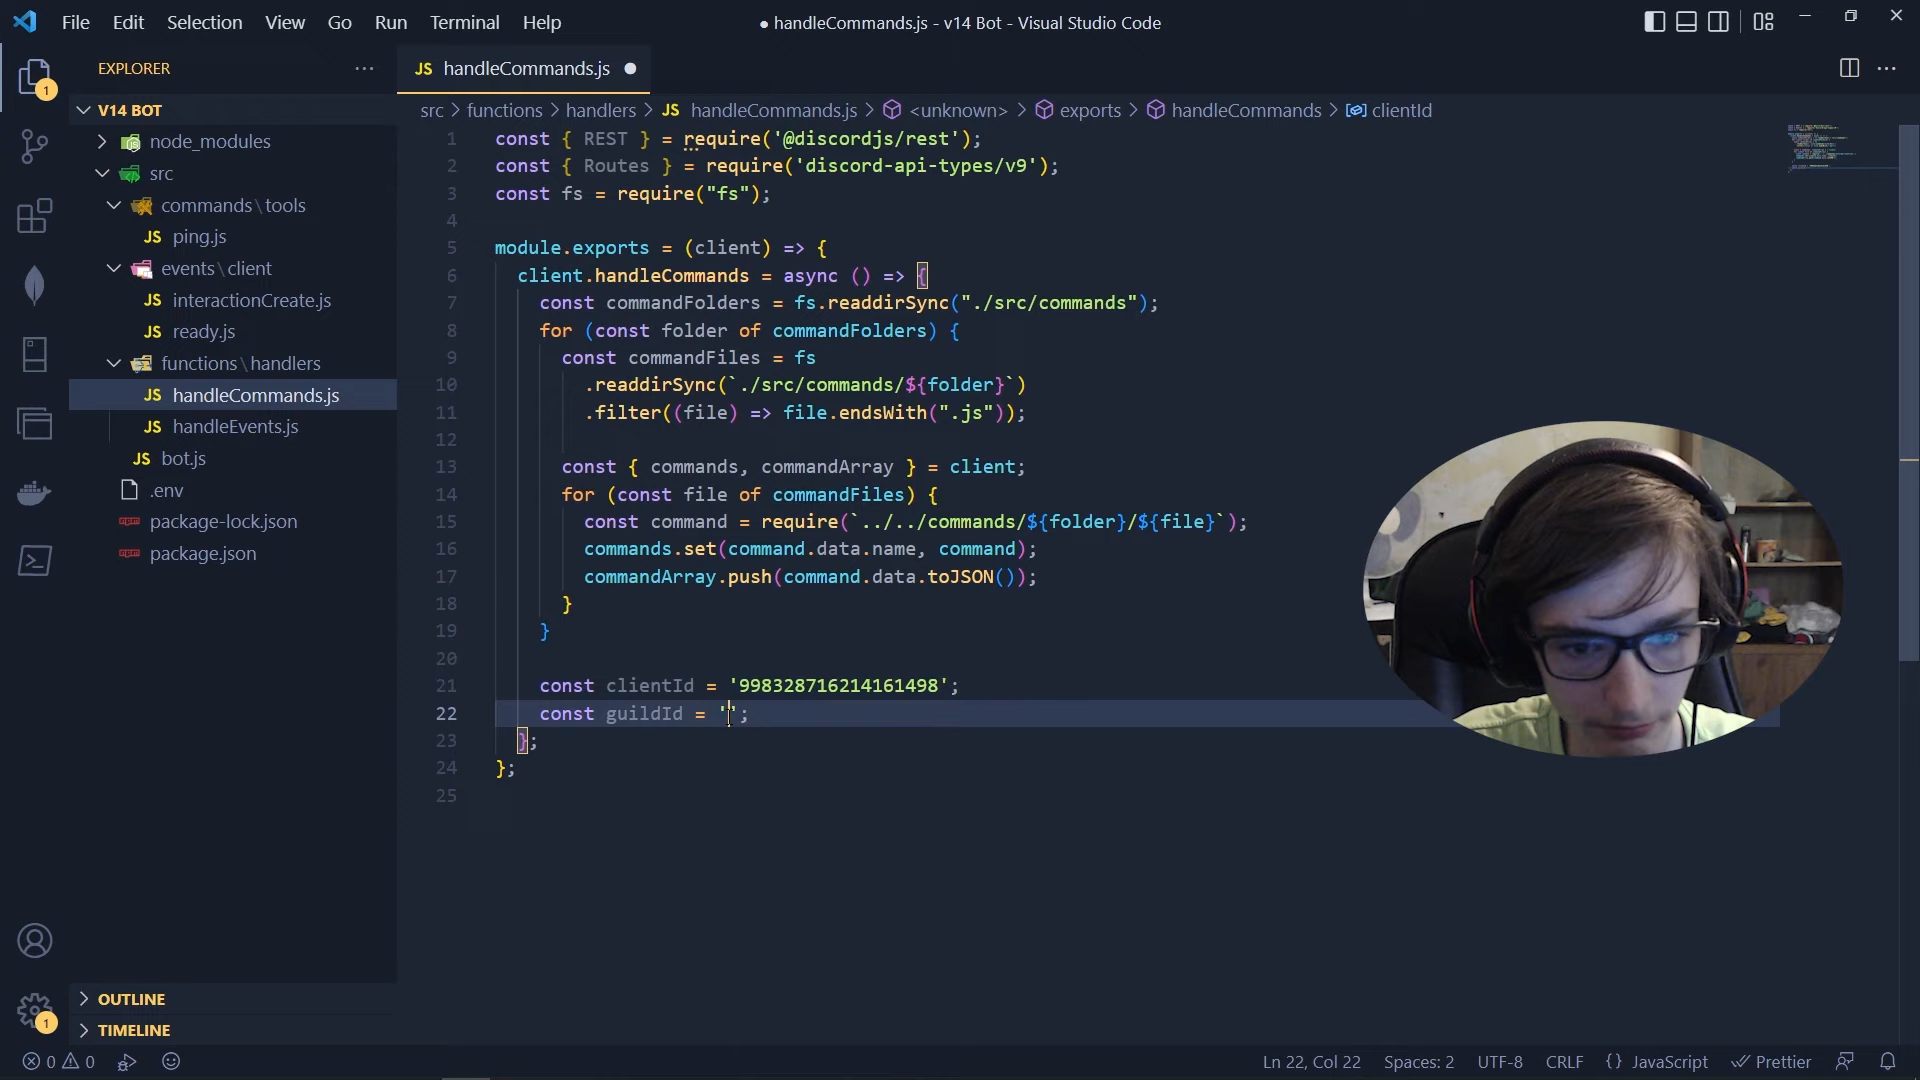 File Edit Selection View Go Run Terminal Help
● handleCommands.js - v14 Bot - Visual Studio Code
EXPLORER
V14 BOT
node_modules
src
commands\tools
JS ping.js
events\client
JS interactionCreate.js
JS ready.js
functions\handlers
JS handleCommands.js
JS handleEvents.js
JS bot.js
.env
package-lock.json
package.json
OUTLINE
TIMELINE
1
1
JS handleCommands.js ●
src > functions > handlers > JS handleCommands.js > <unknown> > exports > handleCommands > clientId
1 const { REST } = require('@discordjs/rest');
2 const { Routes } = require('discord-api-types/v9');
3 const fs = require("fs");
4
5 module.exports = (client) => {
6 client.handleCommands = async () => {
7 const commandFolders = fs.readdirSync("./src/commands");
8 for (const folder of commandFolders) {
9 const commandFiles = fs
10 .readdirSync(`./src/commands/${folder}`)
11 .filter((file) => file.endsWith(".js"));
12
13 const { commands, commandArray } = client;
14 for (const file of commandFiles) {
15 const command = require(`../../commands/${folder}/${file}`);
16 commands.set(command.data.name, command);
17 commandArray.push(command.data.toJSON());
18 }
19 }
20
21 const clientId = '998328716214161498';
22 const guildId = '';
23 };
24 };
25
0 0
Ln 22, Col 22 Spaces: 2 UTF-8 CRLF {} JavaScript Prettier